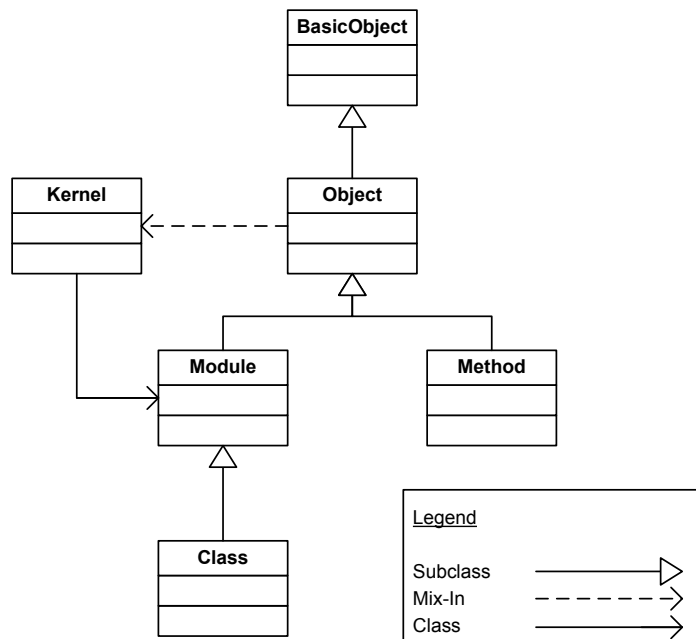 BasicObject
Kernel
Object
Module
Method
Class
Legend
Subclass
Mix-In
Class